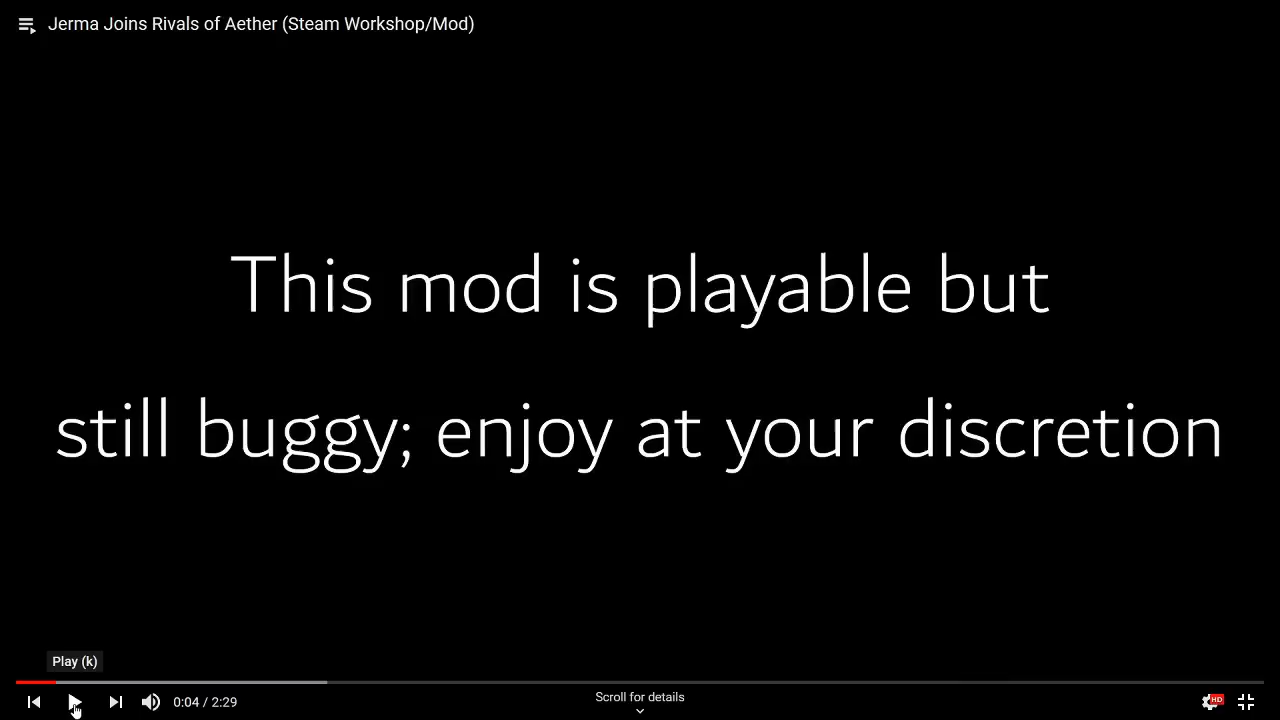 Jerma Joins Rivals of Aether (Steam Workshop/Mod)
This mod is playable but
still buggy; enjoy at your discretion
Play (k)
0:04 / 2:29
Scroll for details
HD